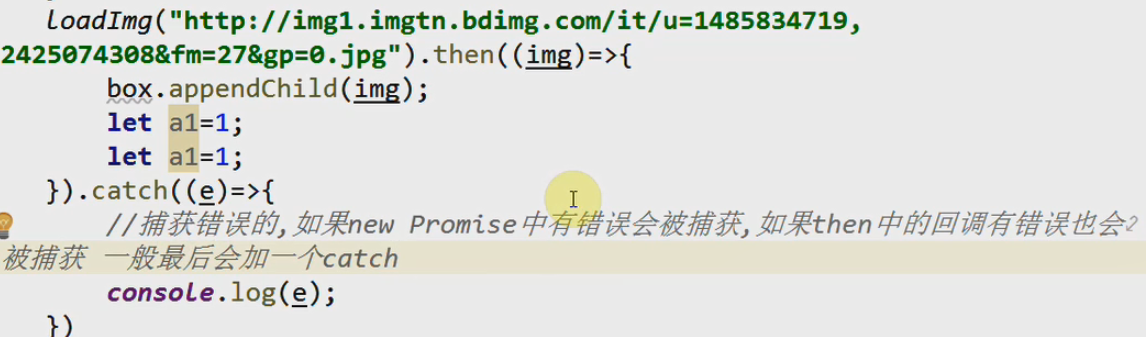 loadImg("http://img1.imgtn.bdimg.com/it/u=1485834719,
2425074308&fm=27&gp=0.jpg").then((img)=>{
box.appendChild(img);
let a1=1;
let a1=1;
}).catch((e)=>{
//捕获错误的,如果new Promise中有错误会被捕获,如果then中的回调有错误也会
被捕获 一般最后会加一个catch
console.log(e);
})